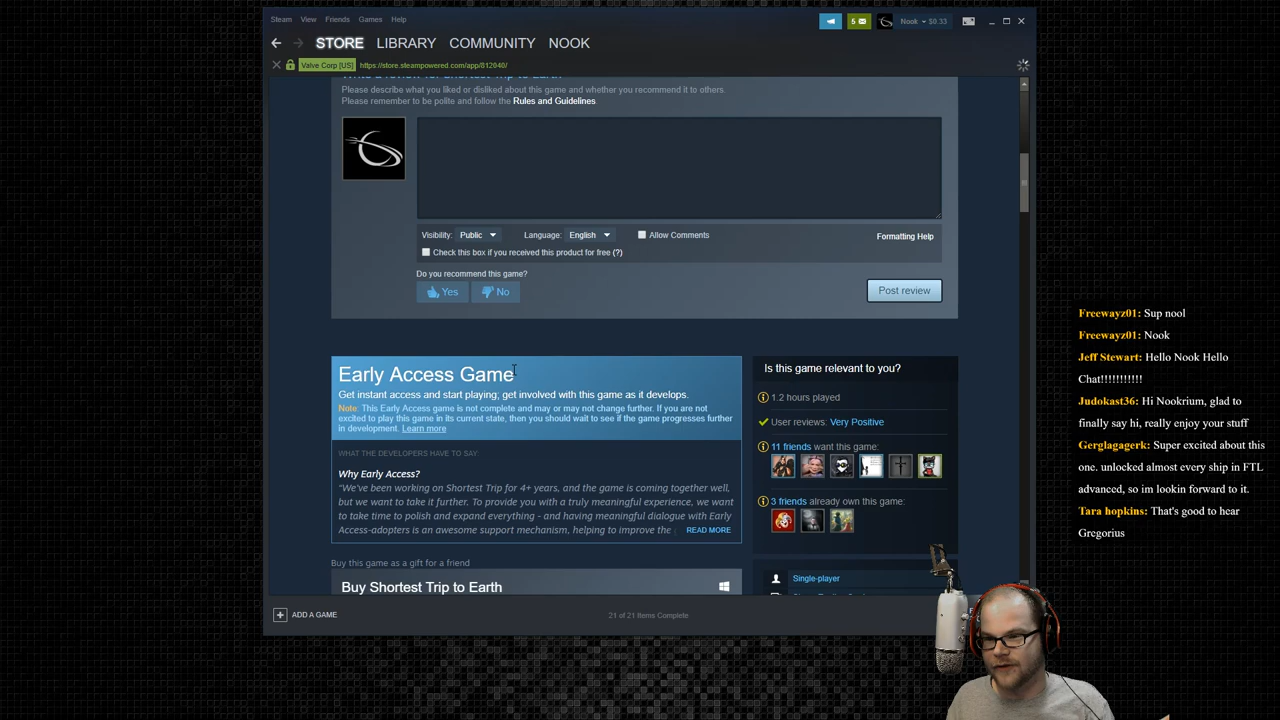 Steam View Friends Games Help
5 Nook $0.33
STORE LIBRARY COMMUNITY NOOK
Valve Corp [US] https://store.steampowered.com/app/812040/
Write a review for Shortest Trip to Earth
Please describe what you liked or disliked about this game and whether you recommend it to others.
Please remember to be polite and follow the Rules and Guidelines.
Visibility: Public Language: English Allow Comments Formatting Help
Check this box if you received this product for free (?)
Do you recommend this game?
Yes No Post review
Early Access Game
Get instant access and start playing; get involved with this game as it develops.
Note: This Early Access game is not complete and may or may not change further. If you are
not excited to play this game in its current state, then you should wait to see if the game progresses further
in development. Learn more
WHAT THE DEVELOPERS HAVE TO SAY:
Why Early Access?
"We've been working on Shortest Trip for 4+ years, and the game is coming together well,
but we want to take it further. To provide you with a truly meaningful experience, we want
to take time to polish and expand everything - and having meaningful dialogue with Early
Access-adopters is an awesome support mechanism, helping to improve the READ MORE
Buy this game as a gift for a friend
Buy Shortest Trip to Earth
Is this game relevant to you?
1.2 hours played
User reviews: Very Positive
11 friends want this game:
3 friends already own this game:
Single-player
ADD A GAME
21 of 21 Items Complete
Freewayz01: Sup nool
Freewayz01: Nook
Jeff Stewart: Hello Nook Hello
Chat!!!!!!!!!!!
Judokast36: Hi Nookrium, glad to
finally say hi, really enjoy your stuff
Gerglagagerk: Super excited about this
one. unlocked almost every ship in FTL
advanced, so im lookin forward to it.
Tara hopkins: That's good to hear
Gregorius